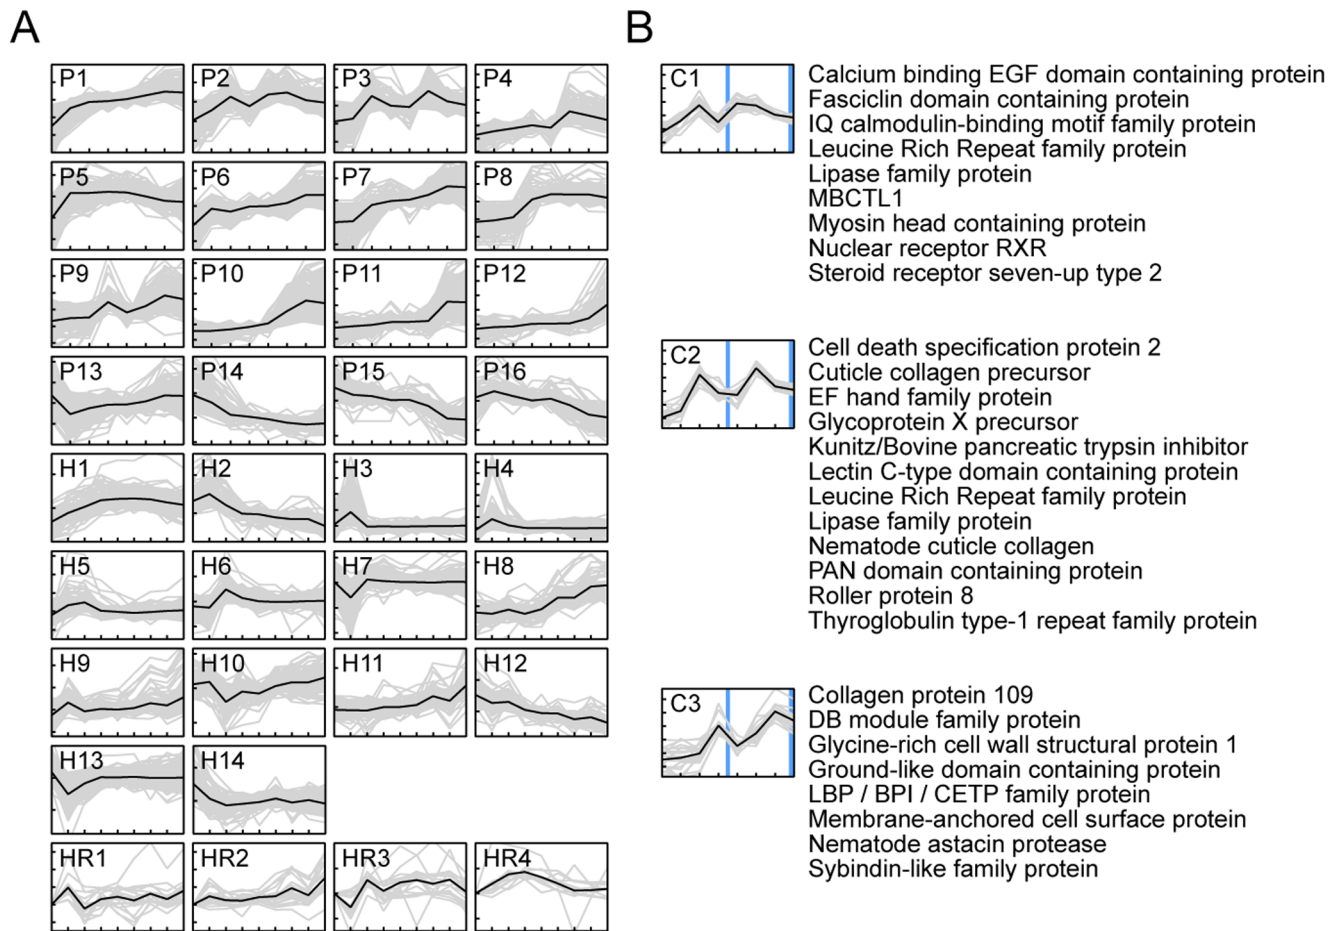 A
B
P1
P2
P3
P4
P5
P6
P7
P8
P9
P10
P11
P12
P13
P14
P15
P16
H1
H2
H3
H4
H5
H6
H7
H8
H9
H10
H11
H12
H13
H14
HR1
HR2
HR3
HR4
C1
Calcium binding EGF domain containing protein
Fasciclin domain containing protein
IQ calmodulin-binding motif family protein
Leucine Rich Repeat family protein
Lipase family protein
MBCTL1
Myosin head containing protein
Nuclear receptor RXR
Steroid receptor seven-up type 2
C2
Cell death specification protein 2
Cuticle collagen precursor
EF hand family protein
Glycoprotein X precursor
Kunitz/Bovine pancreatic trypsin inhibitor
Lectin C-type domain containing protein
Leucine Rich Repeat family protein
Lipase family protein
Nematode cuticle collagen
PAN domain containing protein
Roller protein 8
Thyroglobulin type-1 repeat family protein
C3
Collagen protein 109
DB module family protein
Glycine-rich cell wall structural protein 1
Ground-like domain containing protein
LBP / BPI / CETP family protein
Membrane-anchored cell surface protein
Nematode astacin protease
Sybindin-like family protein